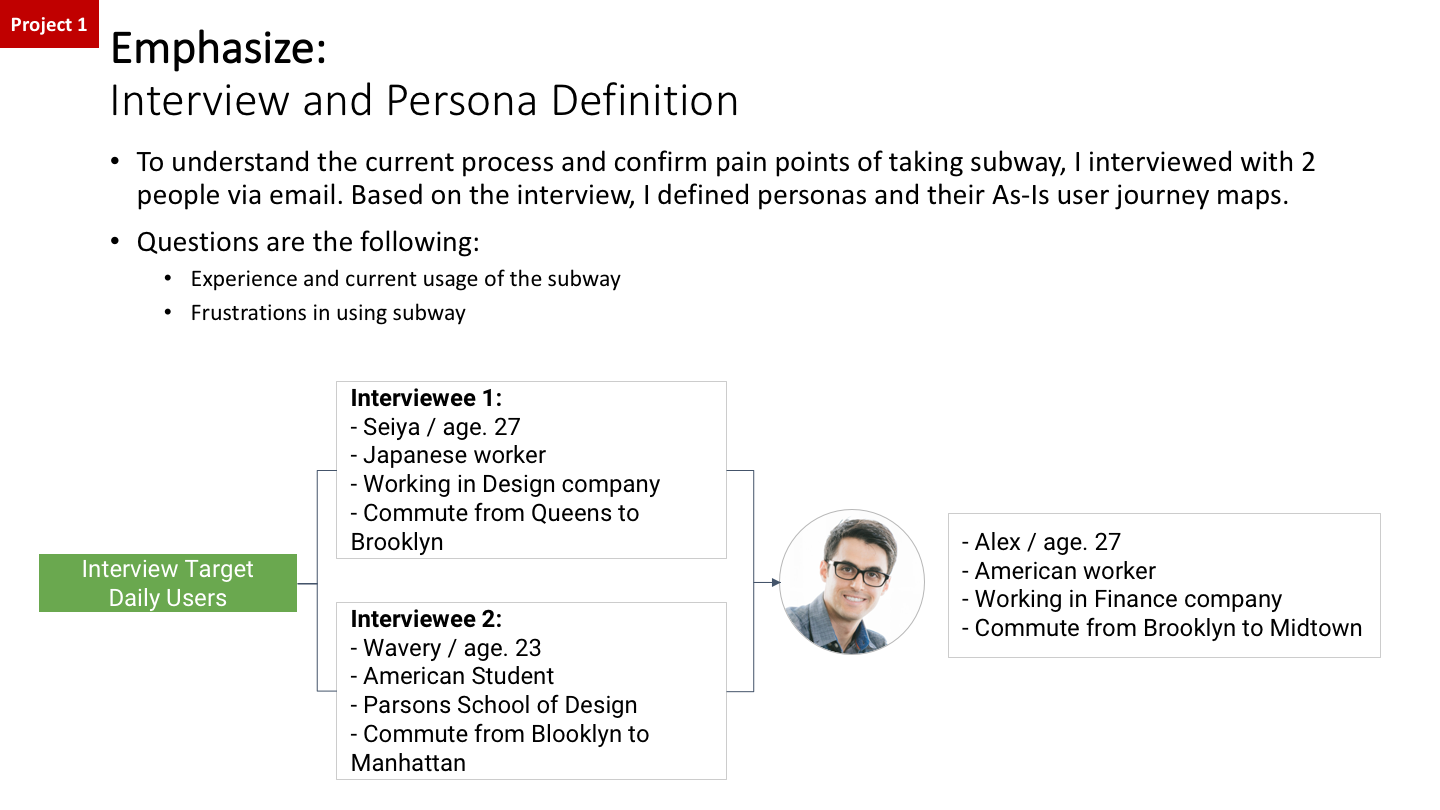 Project 1
Emphasize:
Interview and Persona Definition
• To understand the current process and confirm pain points of taking subway, I interviewed with 2
people via email. Based on the interview, I defined personas and their As-Is user journey maps.
• Questions are the following:
• Experience and current usage of the subway
• Frustrations in using subway
Interview Target
Daily Users
Interviewee 1:
- Seiya / age. 27
- Japanese worker
- Working in Design company
- Commute from Queens to
Brooklyn
Interviewee 2:
- Wavery / age. 23
- American Student
- Parsons School of Design
- Commute from Blooklyn to
Manhattan
- Alex / age. 27
- American worker
- Working in Finance company
- Commute from Brooklyn to Midtown